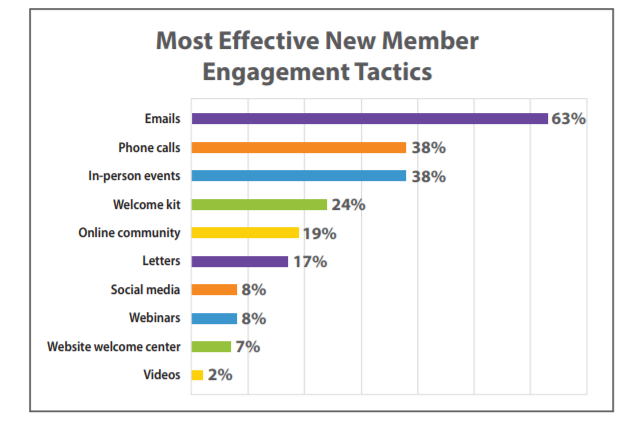 Most Effective New Member
Engagement Tactics
Emails 63%
Phone calls 38%
In-person events 38%
Welcome kit 24%
Online community 19%
Letters 17%
Social media 8%
Webinars 8%
Website welcome center 7%
Videos 2%